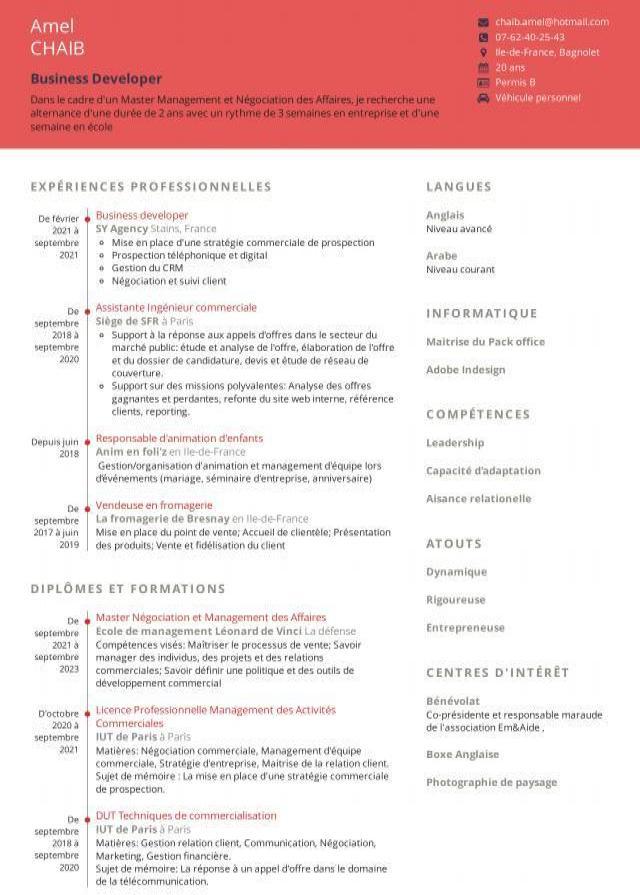 Amel
CHAIB
Business Developer
Dans le cadre d'un Master Management et Négociation des Affaires, je recherche une
alternance d'une durée de 2 ans avec un rythme de 3 semaines en entreprise et d'une
semaine en école
chaib.amel@hotmail.com
07-62-40-25-43
Ile-de-France, Bagnolet
20 ans
Permis B
Véhicule personnel
EXPÉRIENCES PROFESSIONNELLES
De février
2021 à
septembre
2021
Business developer
SY Agency Stains, France
Mise en place d'une stratégie commerciale de prospection
Prospection téléphonique et digital
Gestion du CRM
Négociation et suivi client
De
septembre
2018 à
septembre
2020
Assistante Ingénieur commerciale
Siège de SFR à Paris
Support à la réponse aux appels d'offres dans le secteur du
marché public: étude et analyse de l'offre, élaboration de l'offre
et du dossier de candidature, devis et étude de réseau de
couverture.
Support sur des missions polyvalentes: Analyse des offres
gagnantes et perdantes, refonte du site web interne, référence
clients, reporting.
Depuis juin
2018
Responsable d'animation d'enfants
Anim en foli'z en Ile-de-France
Gestion/organisation d'animation et management d'équipe lors
d'événements (mariage, séminaire d'entreprise, anniversaire)
De
septembre
2017 à juin
2019
Vendeuse en fromagerie
La fromagerie de Bresnay en Ile-de-France
Mise en place du point de vente; Accueil de clientèle; Présentation
des produits; Vente et fidélisation du client
DIPLÔMES ET FORMATIONS
De
septembre
2021 à
septembre
2023
Master Négociation et Management des Affaires
Ecole de management Léonard de Vinci La défense
Compétences visés: Maîtriser le processus de vente; Savoir
manager des individus, des projets et des relations
commerciales; Savoir définir une politique et des outils de
développement commercial
D'octobre
2020 à
septembre
2021
Licence Professionnelle Management des Activités
Commerciales
IUT de Paris à Paris
Matières: Négociation commerciale, Management d'équipe
commerciale, Stratégie d'entreprise, Maitrise de la relation client.
Sujet de mémoire : La mise en place d'une stratégie commerciale
de prospection.
De
septembre
2018 à
septembre
2020
DUT Techniques de commercialisation
IUT de Paris à Paris
Matières: Gestion relation client, Communication, Négociation,
Marketing, Gestion financière.
Sujet de mémoire: La réponse à un appel d'offre dans le domaine
de la télécommunication.
LANGUES
Anglais
Niveau avancé
Arabe
Niveau courant
INFORMATIQUE
Maitrise du Pack office
Adobe Indesign
COMPÉTENCES
Leadership
Capacité d'adaptation
Aisance relationelle
ATOUTS
Dynamique
Rigoureuse
Entrepreneuse
CENTRES D'INTÉRÊT
Bénévolat
Co-présidente et responsable maraude
de l'association Em&Aide .
Boxe Anglaise
Photographie de paysage